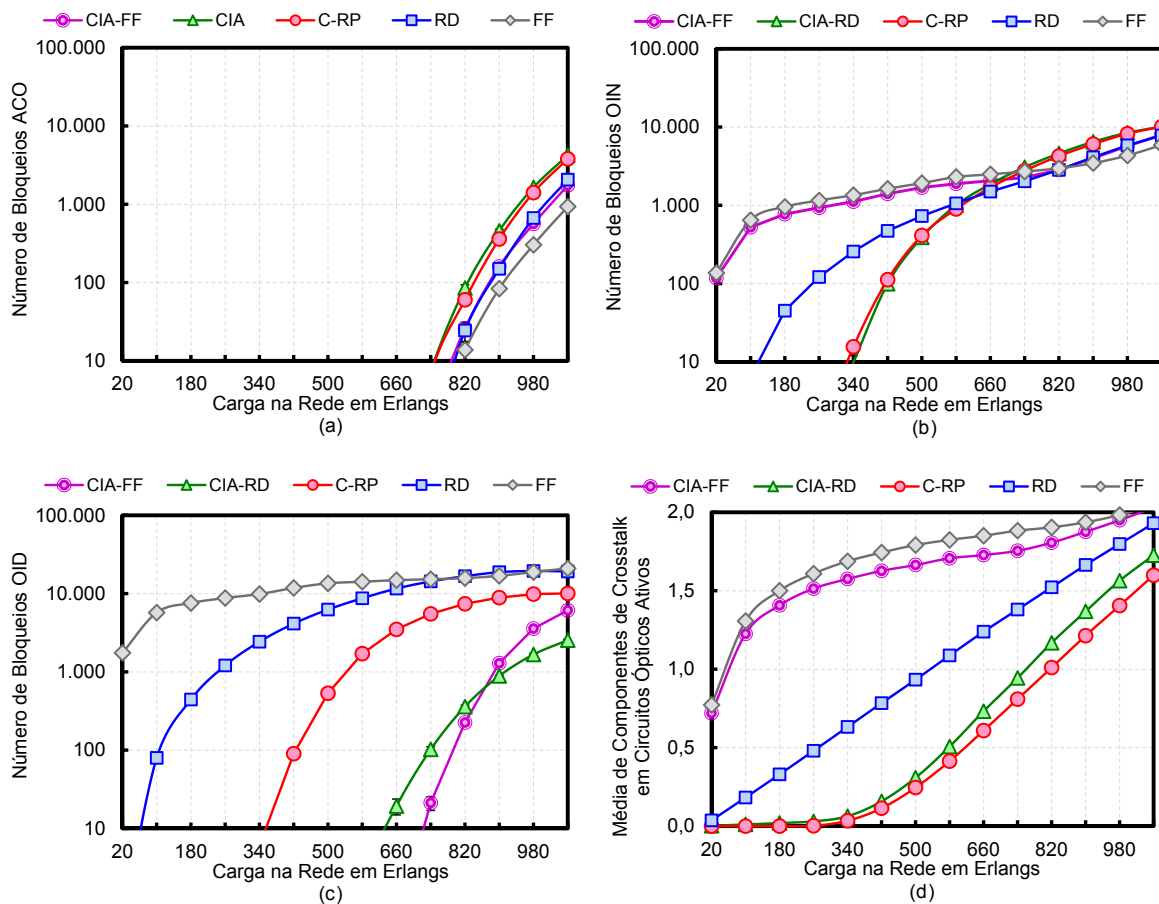 CIA-FF CIA C-RP RD FF
100.000
10.000
1.000
100
10
Número de Bloqueios ACO
20 180 340 500 660 820 980
Carga na Rede em Erlangs
(a)
CIA-FF CIA-RD C-RP RD FF
100.000
10.000
1.000
100
10
Número de Bloqueios OIN
20 180 340 500 660 820 980
Carga na Rede em Erlangs
(b)
CIA-FF CIA-RD C-RP RD FF
100.000
10.000
1.000
100
10
Número de Bloqueios OID
20 180 340 500 660 820 980
Carga na Rede em Erlangs
(c)
CIA-FF CIA-RD C-RP RD FF
2,0
1,5
1,0
0,5
0,0
Média de Componentes de Crosstalk
em Circuitos Ópticos Ativos
20 180 340 500 660 820 980
Carga na Rede em Erlangs
(d)